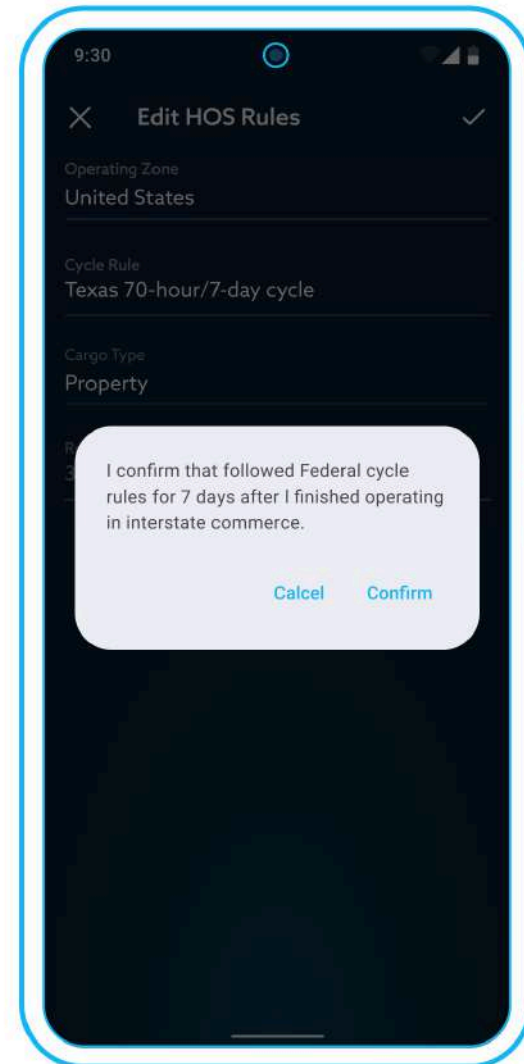 9:30
Edit HOS Rules
Operating Zone
United States
Cycle Rule
Texas 70-hour/7-day cycle
Cargo Type
Property
R
3
I confirm that followed Federal cycle
rules for 7 days after I finished operating
in interstate commerce.
Calcel Confirm